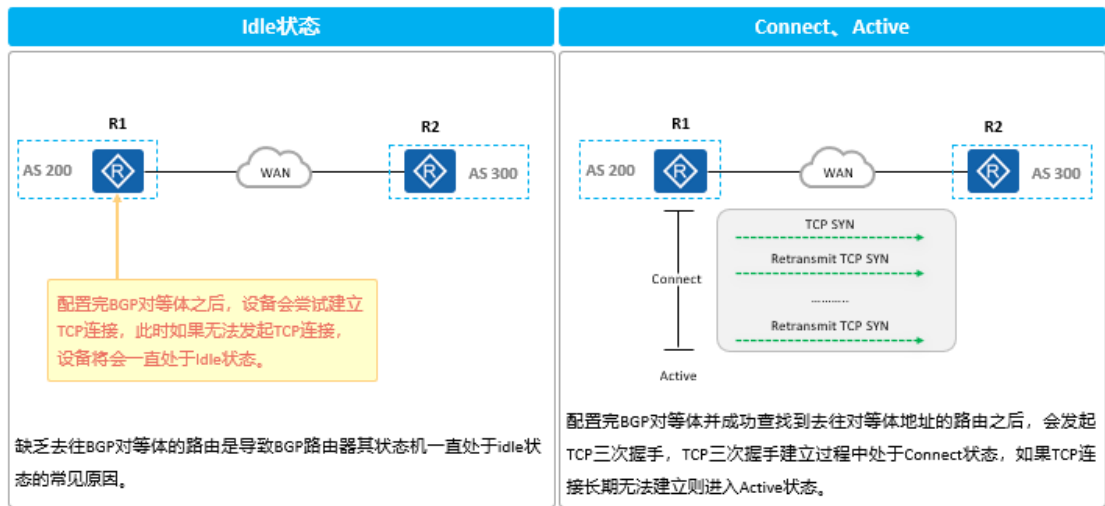 Idle状态
R1
R2
AS 200
WAN
AS 300
配置完BGP对等体之后，设备会尝试建立
TCP连接，此时如果无法发起TCP连接，
设备将会一直处于Idle状态。
缺乏去往BGP对等体的路由是导致BGP路由器其状态机一直处于idle状
态的常见原因。
Connect、Active
R1
R2
AS 200
WAN
AS 300
TCP SYN
Retransmit TCP SYN
Connect
………..
Retransmit TCP SYN
Active
配置完BGP对等体并成功查找到去往对等体地址的路由之后，会发起
TCP三次握手，TCP三次握手建立过程中处于Connect状态，如果TCP连
接长期无法建立则进入Active状态。